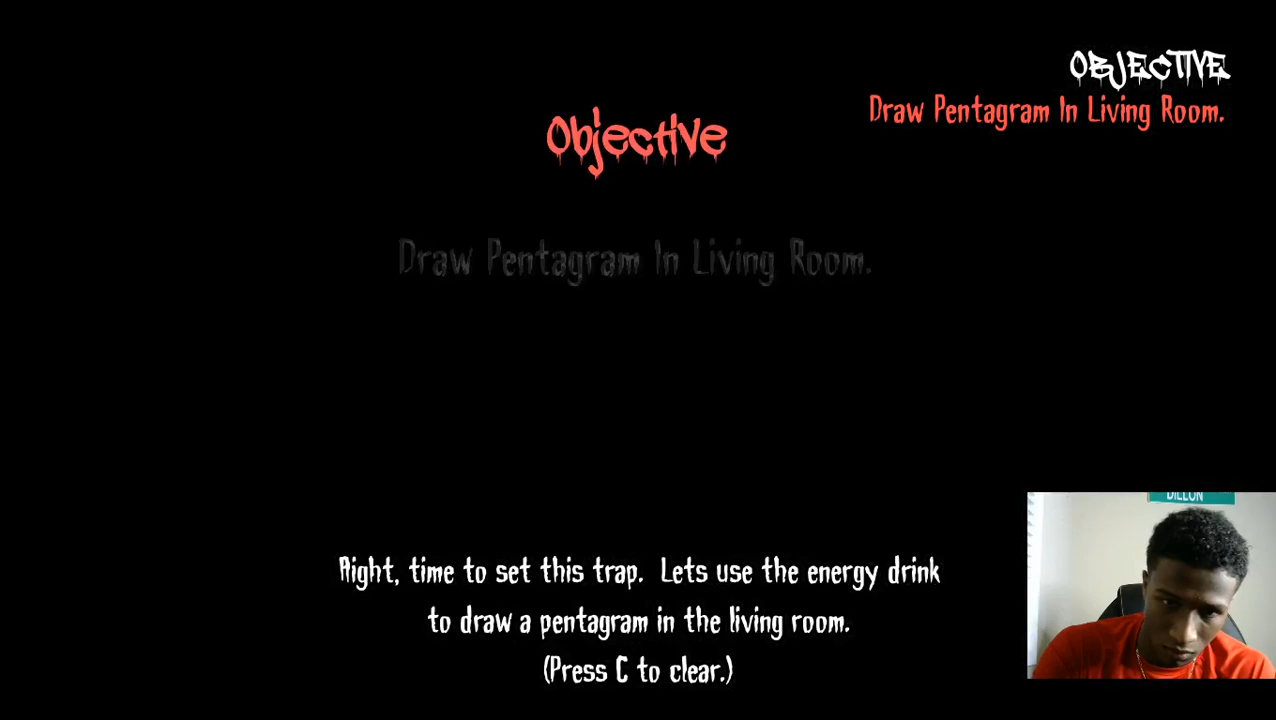 OBJECTIVE
Draw Pentagram In Living Room.
Objective
Draw Pentagram In Living Room.
Right, time to set this trap. Lets use the energy drink
to draw a pentagram in the living room.
(Press C to clear.)
DILLON